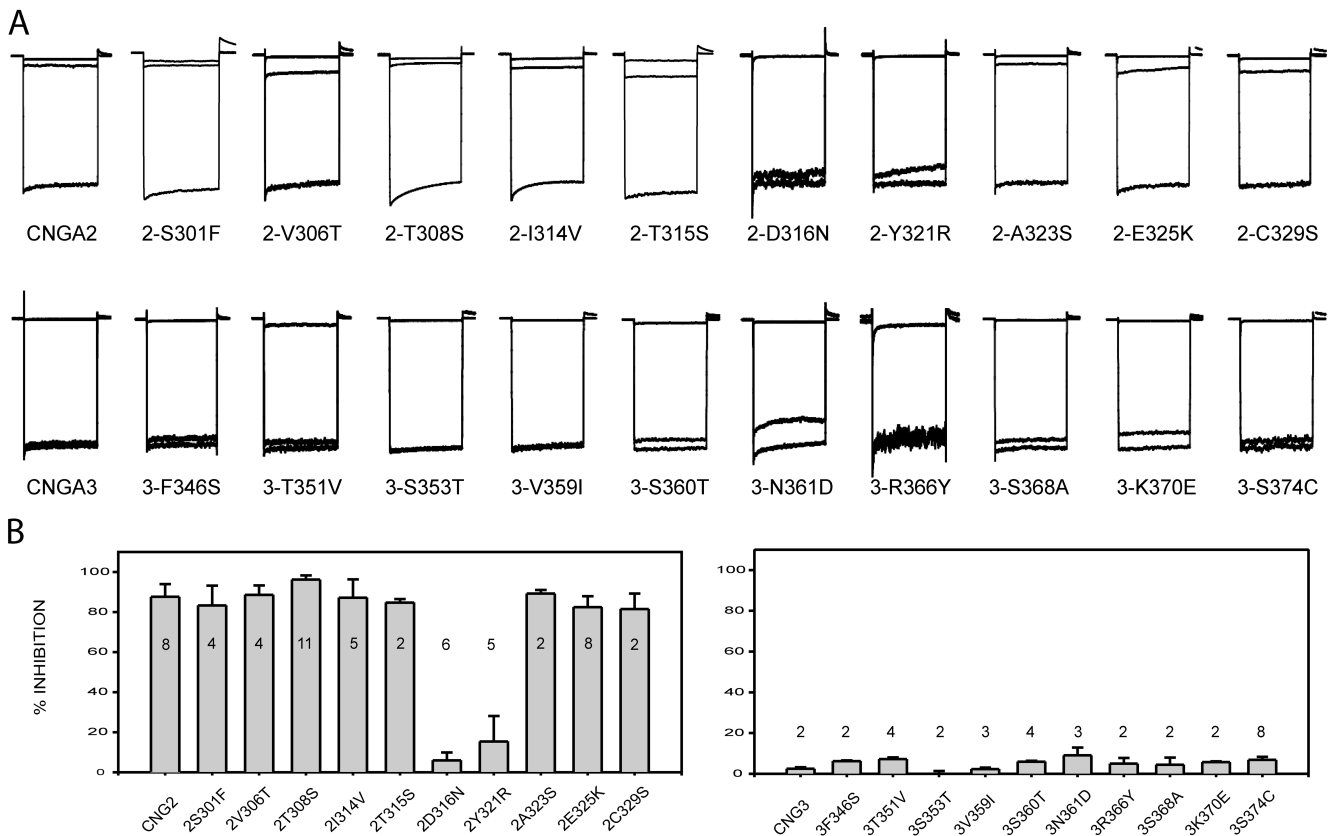 A
CNGA2 2-S301F 2-V306T 2-T308S 2-I314V 2-T315S 2-D316N 2-Y321R 2-A323S 2-E325K 2-C329S
CNGA3 3-F346S 3-T351V 3-S353T 3-V359I 3-S360T 3-N361D 3-R366Y 3-S368A 3-K370E 3-S374C
B
% INHIBITION
100 100
80 80
60 60
40 40
20 20
0 0
8 4 4 11 5 2 6 5 2 8 2
2 2 4 2 3 4 3 2 2 2 8
CNG2 2S301F 2V306T 2T308S 2I314V 2T315S 2D316N 2Y321R 2A323S 2E325K 2C329S
CNG3 3F346S 3T351V 3S353T 3V359I 3S360T 3N361D 3R366Y 3S368A 3K370E 3S374C